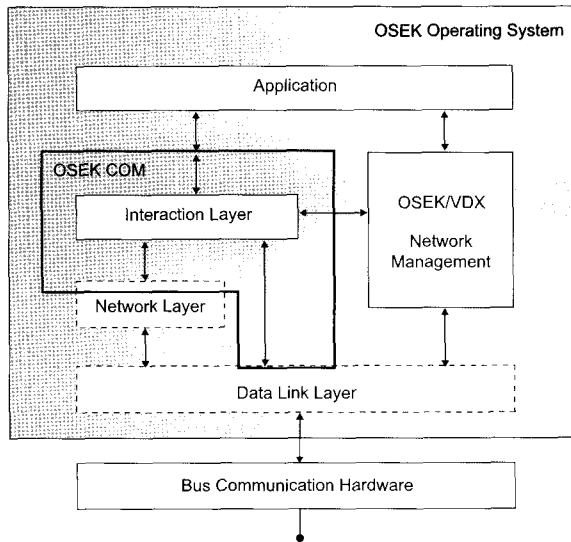 OSEK Operating System
Application
OSEK COM
Interaction Layer
OSEK/VDX
Network
Management
Network Layer
Data Link Layer
Bus Communication Hardware